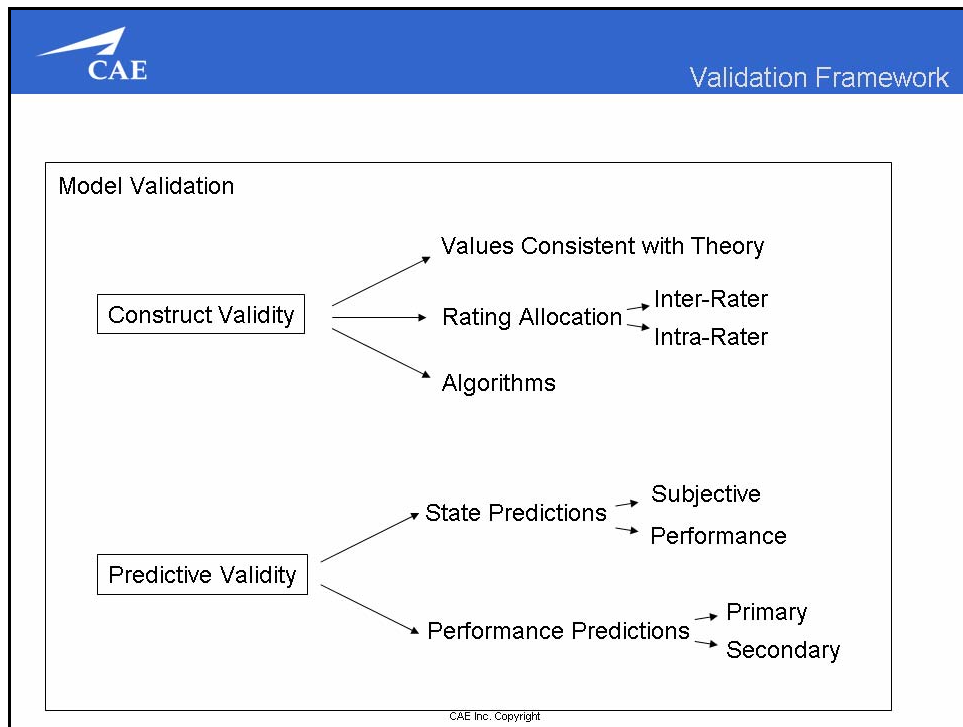 CAE
Validation Framework
Model Validation
Values Consistent with Theory
Construct Validity
Rating Allocation
Inter-Rater
Intra-Rater
Algorithms
State Predictions
Subjective
Performance
Predictive Validity
Performance Predictions
Primary
Secondary
CAE Inc. Copyright